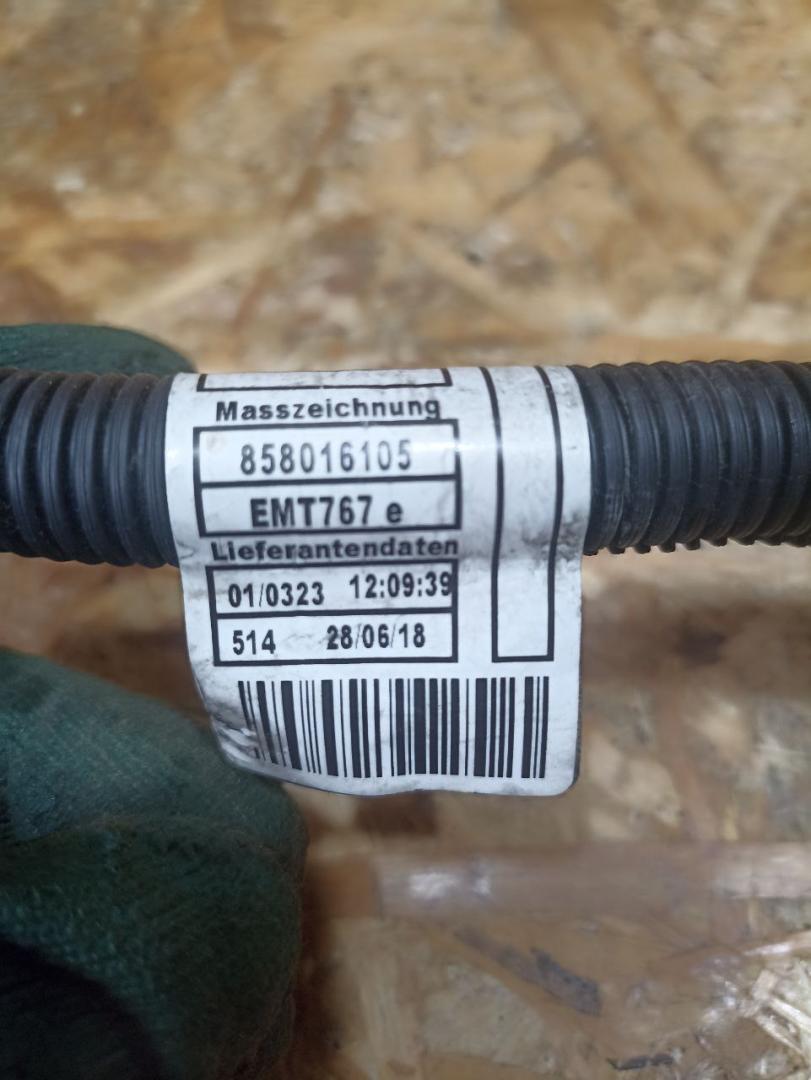 Masszeichnung
858016105
EMT767 e
Lieferantendaten
01/0323 12:09:39
514 28/06/18